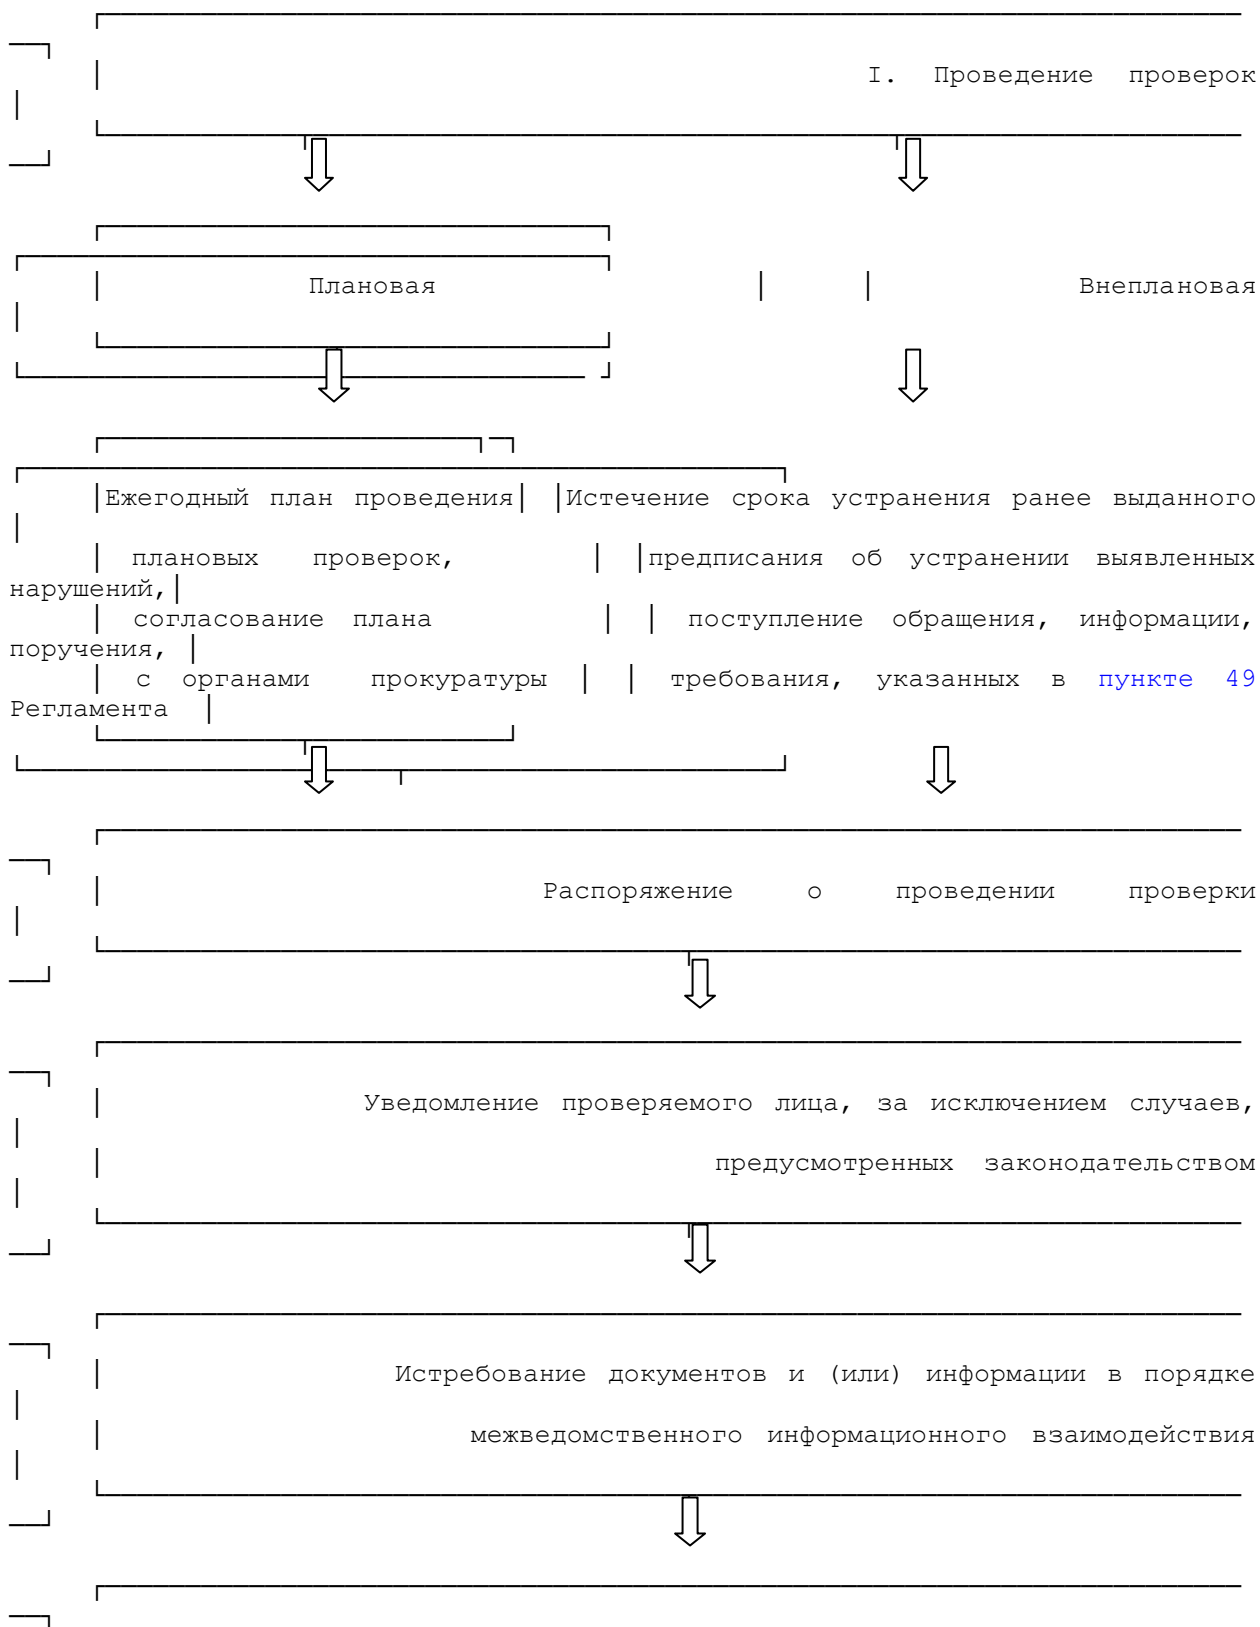 I. Проведение проверок
Плановая Внеплановая
Ежегодный план проведения Истечение срока устранения ранее выданного
плановых проверок, предписания об устранении выявленных
нарушений,
согласование плана поступление обращения, информации,
поручения,
с органами прокуратуры требования, указанных в пункте 49
Регламента
Распоряжение о проведении проверки
Уведомление проверяемого лица, за исключением случаев,
предусмотренных законодательством
Истребование документов и (или) информации в порядке
межведомственного информационного взаимодействия